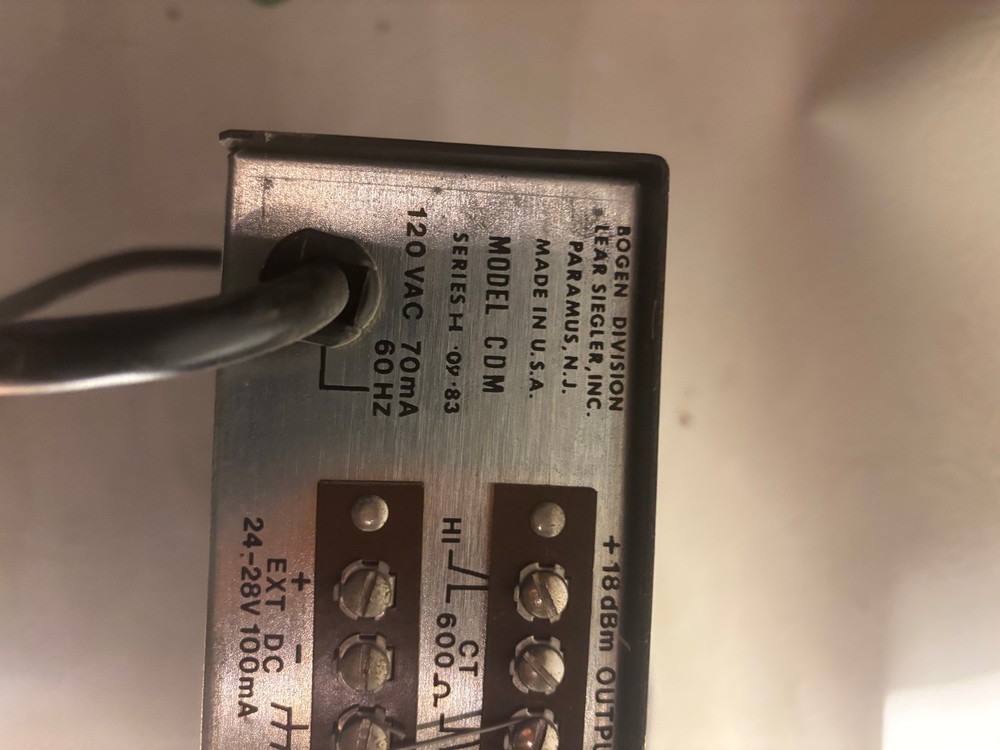 BOGEN DIVISION
LEAR SIEGLER, INC.
PARAMUS, N.J.
MADE IN U.S.A.
MODEL CDM
SERIES H ·09·83
120 VAC 70mA
60 HZ
+18 dBm OUTPU
HI
CT
600 Ω
+ -
EXT DC
24-28V 100mA